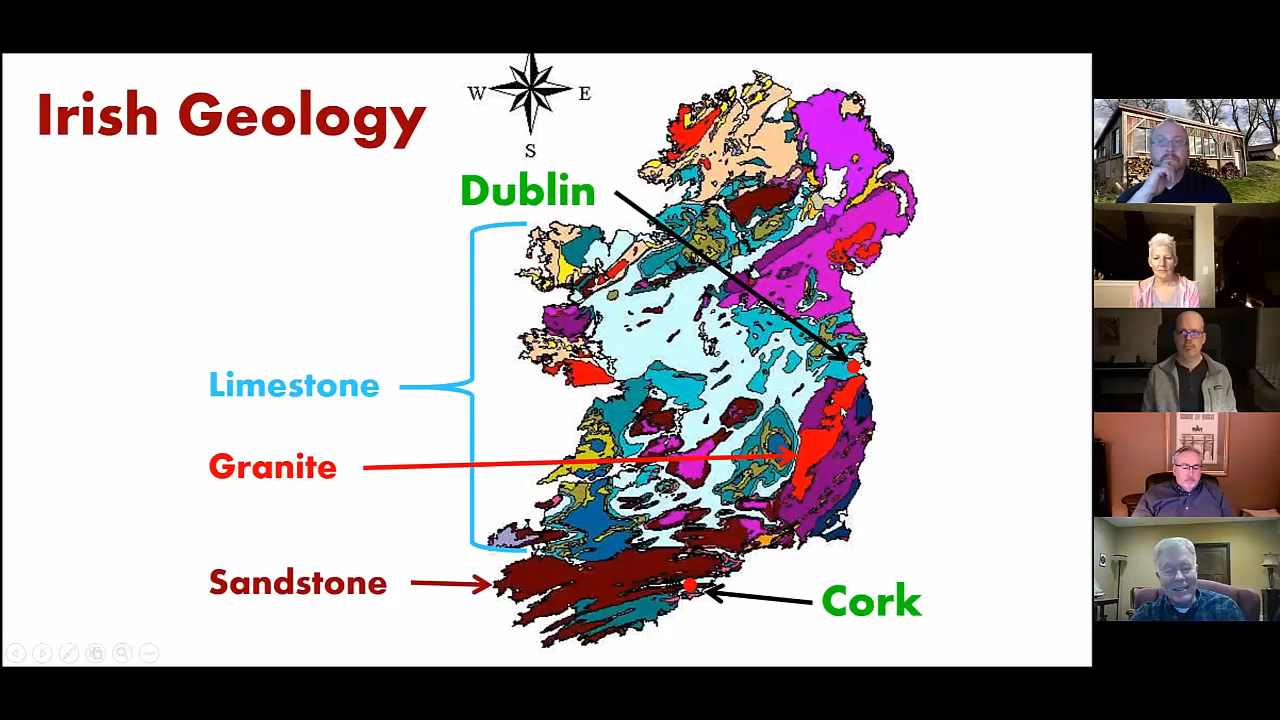 Irish Geology
W
E
S
Dublin
Limestone
Granite
Sandstone
Cork